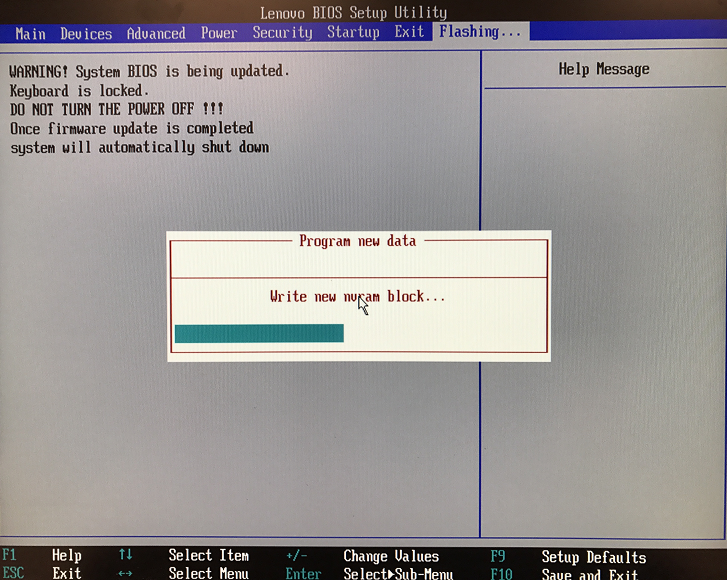 Lenovo BIOS Setup Utility
Main Devices Advanced Power Security Startup Exit Flashing...
WARNING! System BIOS is being updated.
Keyboard is locked.
DO NOT TURN THE POWER OFF !!!
Once firmware update is completed
system will automatically shut down
Help Message
Program new data
Write new nvram block...
F1 Help ↑↓ Select Item +/- Change Values F9 Setup Defaults
ESC Exit ↔ Select Menu Enter Select▶Sub-Menu F10 Save and Exit